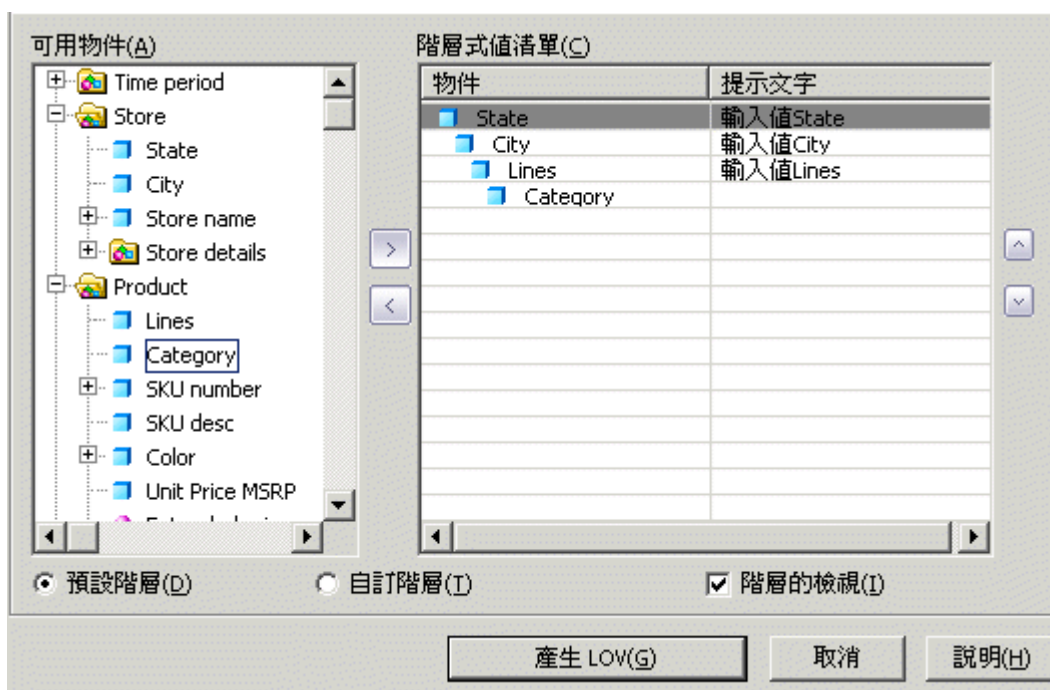 可用物件(A)
Time period
Store
State
City
Store name
Store details
Product
Lines
Category
SKU number
SKU desc
Color
Unit Price MSRP
階層式值清單(C)
物件 提示文字
State 輸入值State
City 輸入值City
Lines 輸入值Lines
Category
預設階層(D) 自訂階層(T) 階層的檢視(I)
產生 LOV(G) 取消 說明(H)